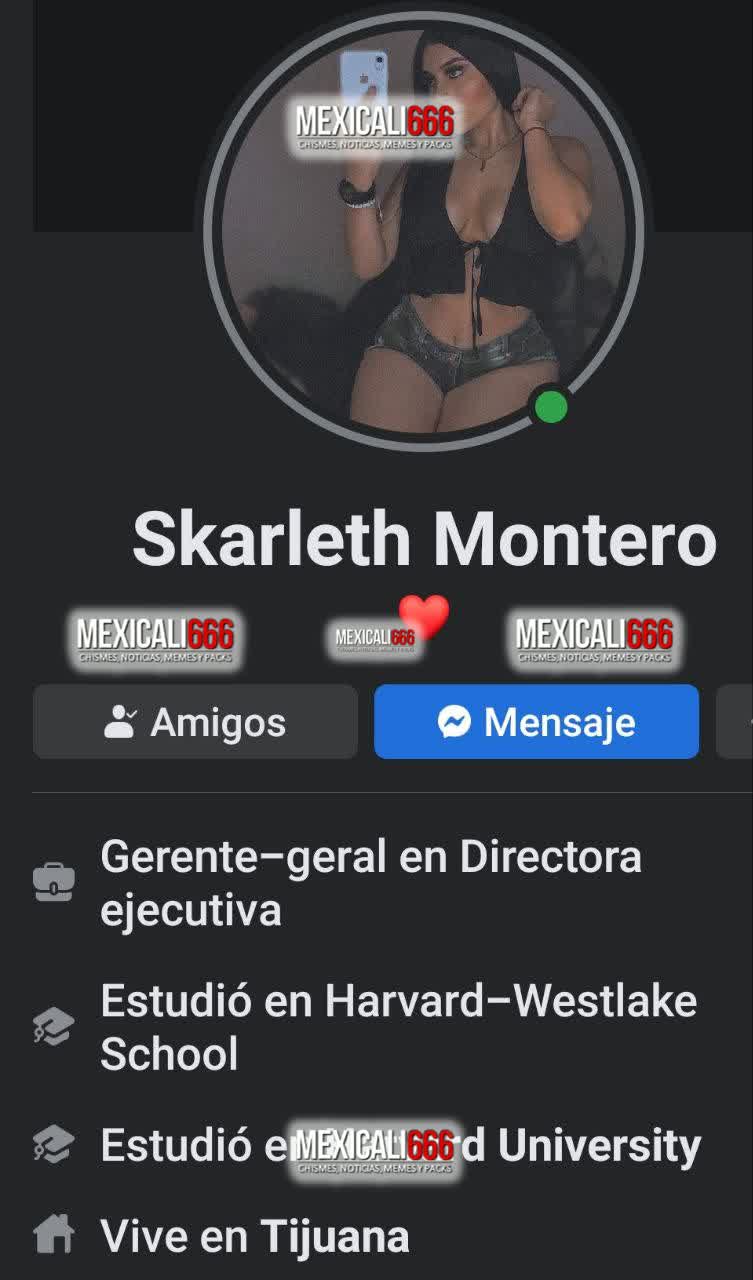 MEXICALI666
CHISMES, NOTICIAS, MEMES Y PACKS
Skarleth Montero
MEXICALI666
CHISMES, NOTICIAS, MEMES Y PACKS
MEXICALI666
MEXICALI666
CHISMES, NOTICIAS, MEMES Y PACKS
Amigos
Mensaje
Gerente-geral en Directora
ejecutiva
Estudió en Harvard-Westlake
School
Estudió MEXICALI666 University
CHISMES, NOTICIAS, MEMES Y PACKS
Vive en Tijuana